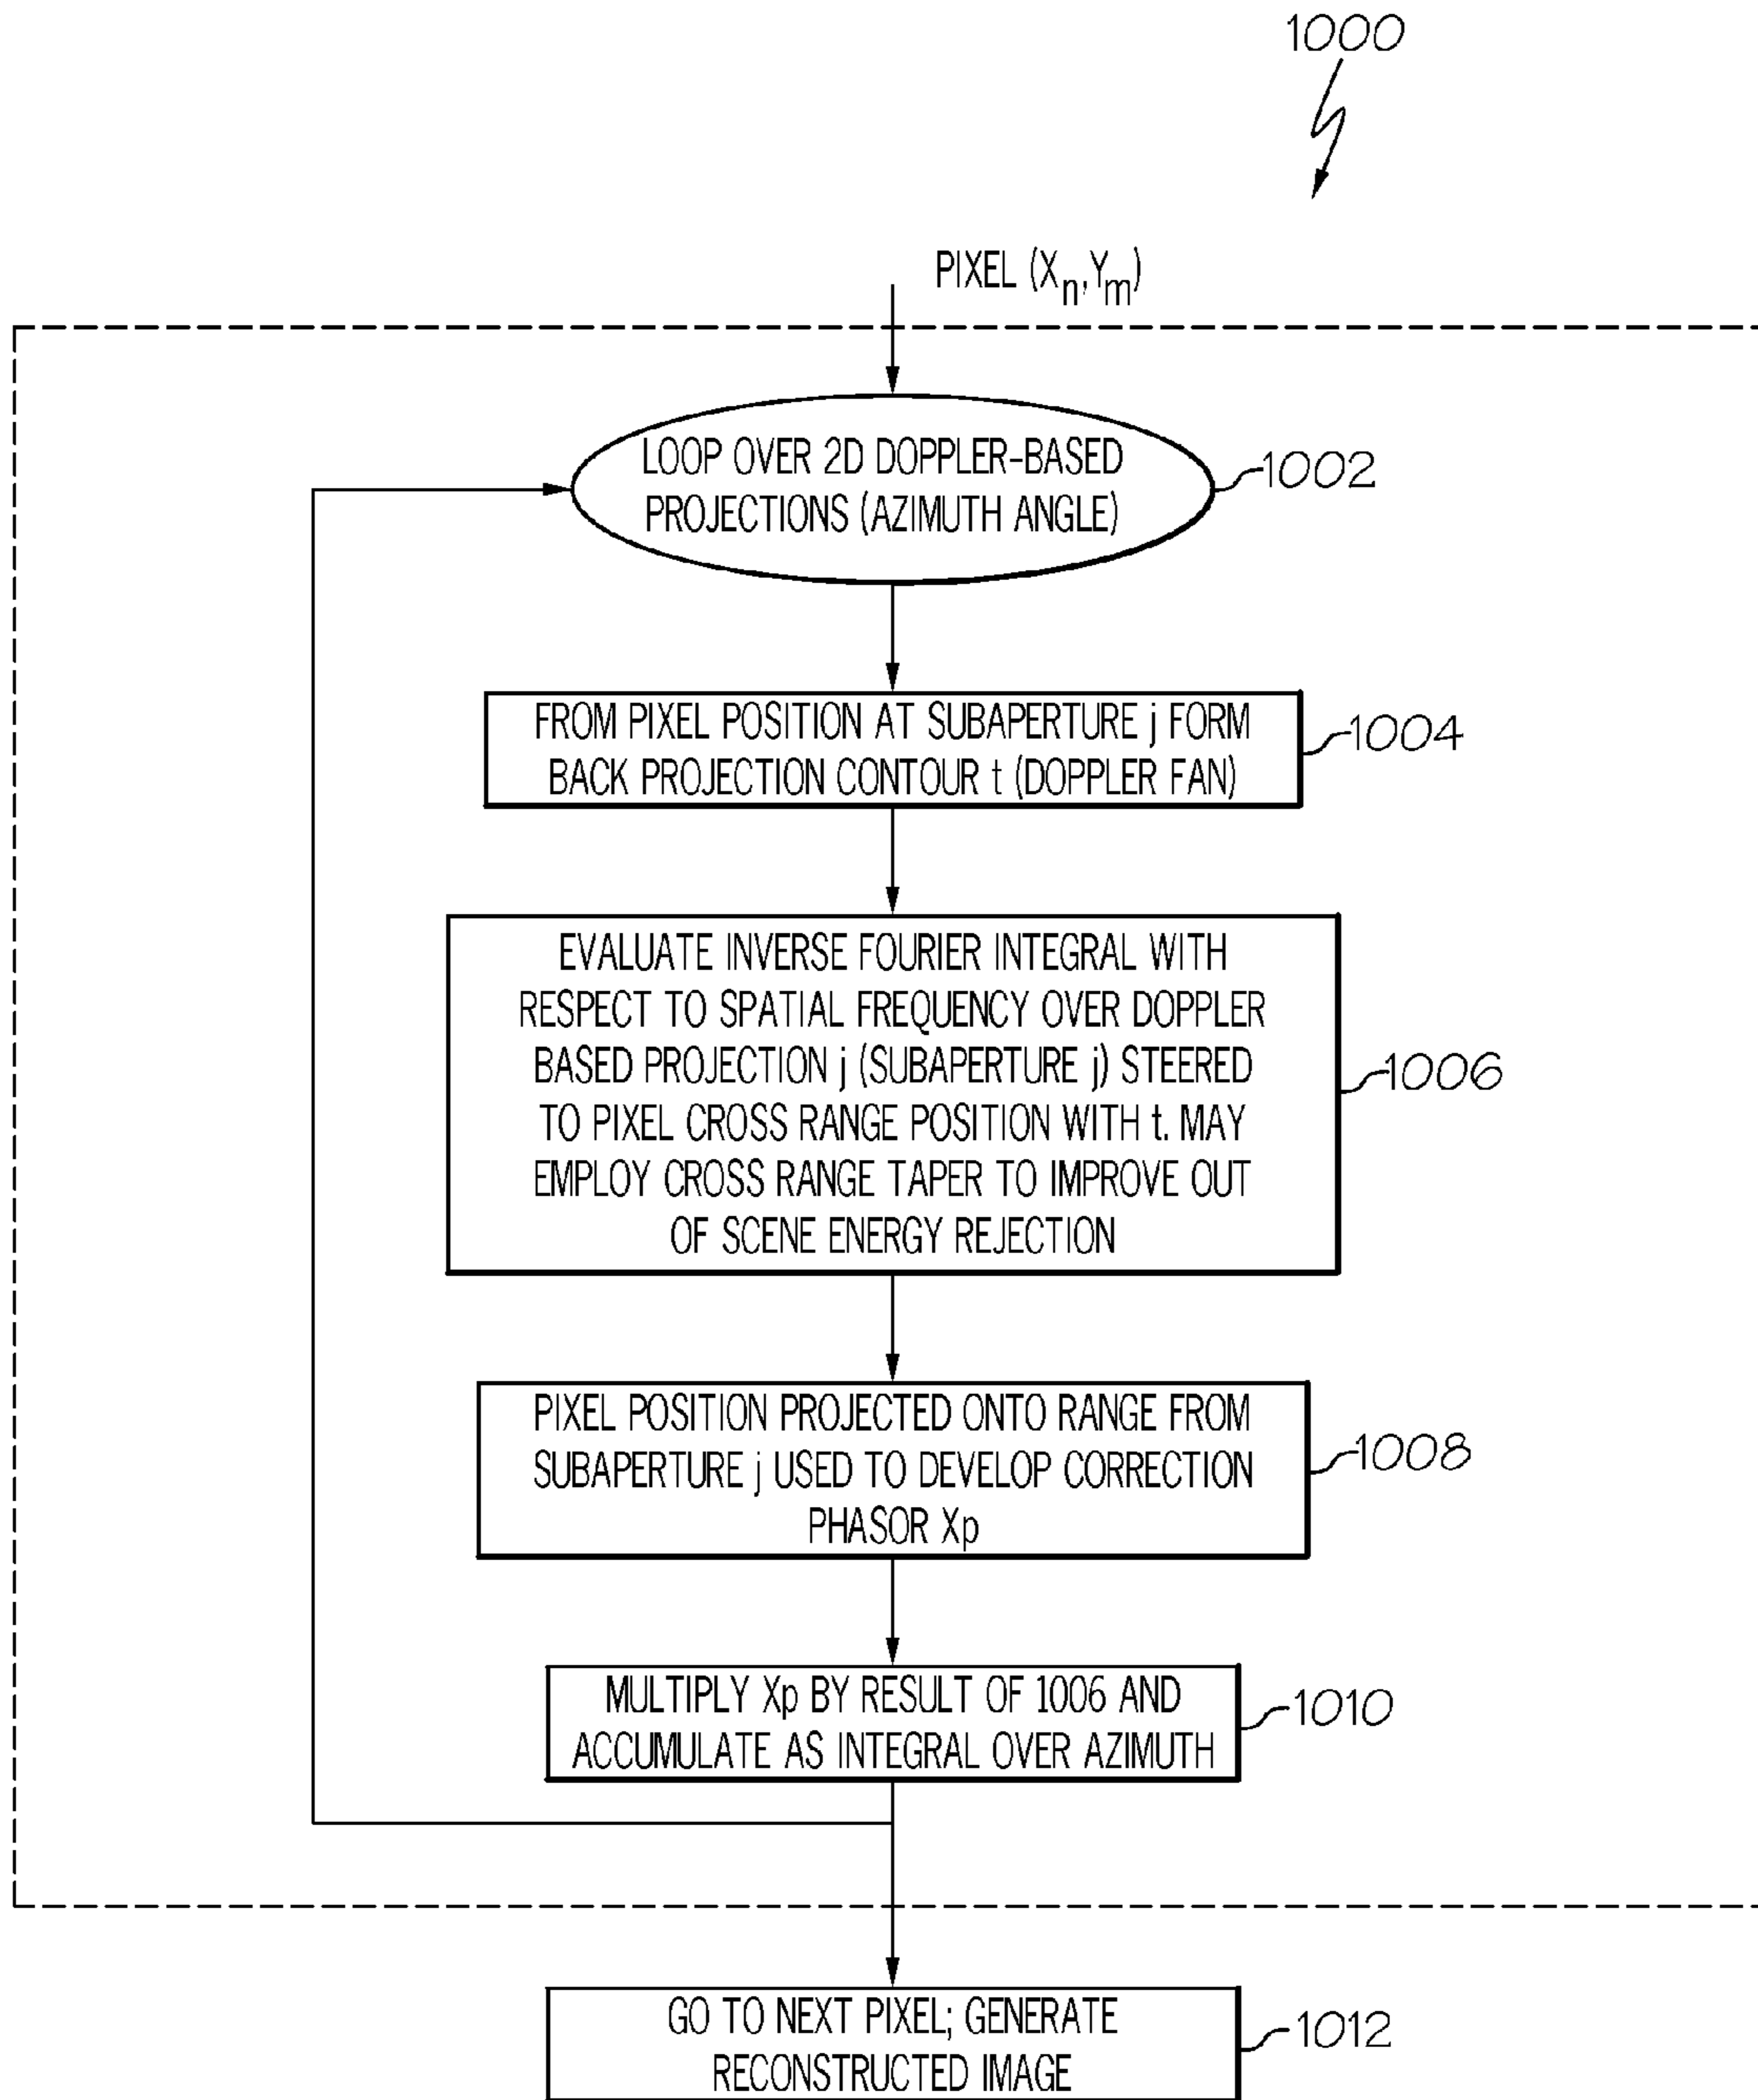 1000
PIXEL (Xn,Ym)
LOOP OVER 2D DOPPLER-BASED
PROJECTIONS (AZIMUTH ANGLE)
1002
FROM PIXEL POSITION AT SUBAPERTURE j FORM
BACK PROJECTION CONTOUR t (DOPPLER FAN)
1004
EVALUATE INVERSE FOURIER INTEGRAL WITH
RESPECT TO SPATIAL FREQUENCY OVER DOPPLER
BASED PROJECTION j (SUBAPERTURE j) STEERED
TO PIXEL CROSS RANGE POSITION WITH t. MAY
EMPLOY CROSS RANGE TAPER TO IMPROVE OUT
OF SCENE ENERGY REJECTION
1006
PIXEL POSITION PROJECTED ONTO RANGE FROM
SUBAPERTURE j USED TO DEVELOP CORRECTION
PHASOR Xp
1008
MULTIPLY Xp BY RESULT OF 1006 AND
ACCUMULATE AS INTEGRAL OVER AZIMUTH
1010
GO TO NEXT PIXEL; GENERATE
RECONSTRUCTED IMAGE
1012